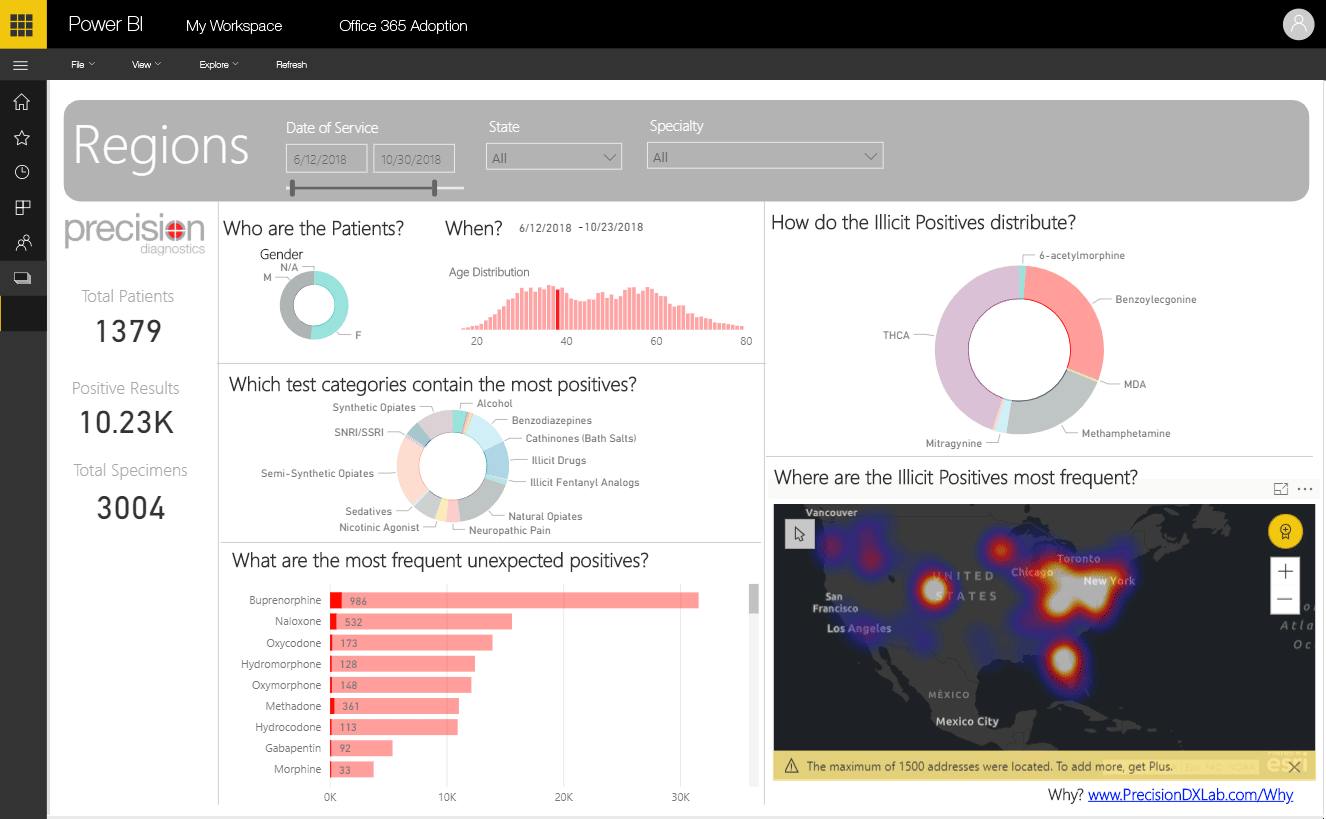 Power BI
My Workspace
Office 365 Adoption
File
View
Explore
Refresh
Regions
Date of Service
6/12/2018
10/30/2018
State
All
Specialty
All
precision
diagnostics
Total Patients
1379
Positive Results
10.23K
Total Specimens
3004
Who are the Patients?
Gender
N/A
M
F
When?
6/12/2018 - 10/23/2018
Age Distribution
20
40
60
80
Which test categories contain the most positives?
Synthetic Opiates
Alcohol
Benzodiazepines
SNRI/SSRI
Cathinones (Bath Salts)
Illicit Drugs
Semi-Synthetic Opiates
Illicit Fentanyl Analogs
Sedatives
Natural Opiates
Nicotinic Agonist
Neuropathic Pain
What are the most frequent unexpected positives?
Buprenorphine 986
Naloxone 532
Oxycodone 173
Hydromorphone 128
Oxymorphone 148
Methadone 361
Hydrocodone 113
Gabapentin 92
Morphine 33
0K
10K
20K
30K
How do the Illicit Positives distribute?
6-acetylmorphine
Benzoylecgonine
THCA
MDA
Methamphetamine
Mitragynine
Where are the Illicit Positives most frequent?
Vancouver
Toronto
Chicago
New York
UNITED
STATES
San
Francisco
Los Angeles
Atla
Oc
MÉXICO
Mexico City
The maximum of 1500 addresses were located. To add more, get Plus.
esri
Why? www.PrecisionDXLab.com/Why